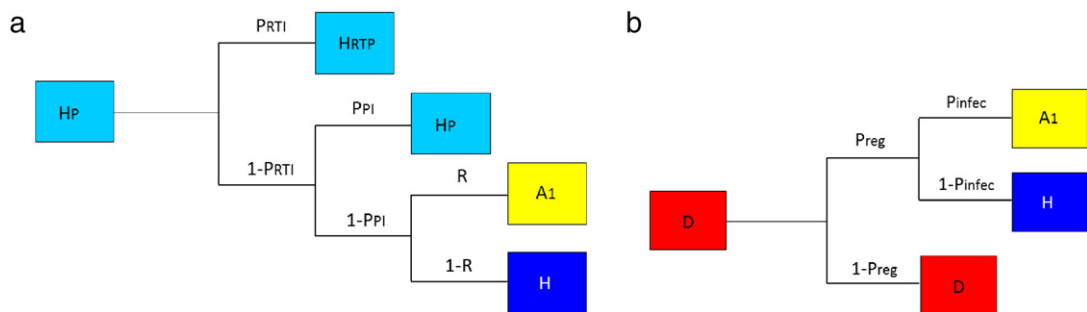 a
PRTI
HRTP
HP
PPI
HP
1-PRTI
R
A1
1-PPI
1-R
H
b
Pinfec
A1
Preg
1-Pinfec
H
D
1-Preg
D